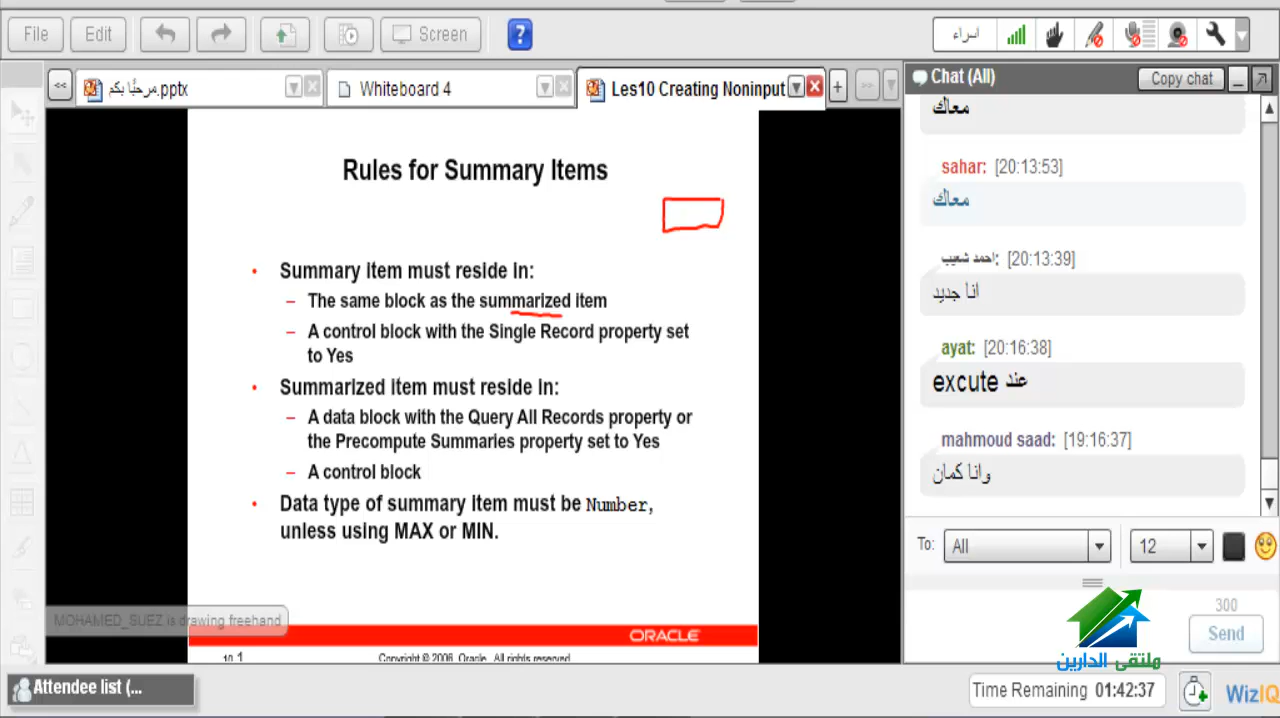 File
Edit
Screen
?
اسراء
<<
مرحبًا بكم.pptx
Whiteboard 4
Les10 Creating Noninput
+
>>
Chat (All)
Copy chat
Rules for Summary Items
• Summary item must reside in:
– The same block as the summarized item
– A control block with the Single Record property set
to Yes
• Summarized item must reside in:
– A data block with the Query All Records property or
the Precompute Summaries property set to Yes
– A control block
• Data type of summary item must be Number,
unless using MAX or MIN.
MOHAMED_SUEZ is drawing freehand
ORACLE
10.1
Copyright © 2006, Oracle. All rights reserved.
معاك
sahar: [20:13:53]
معاك
احمد شعيب: [20:13:39]
انا جديد
ayat: [20:16:38]
excute عند
mahmoud saad: [19:16:37]
وانا كمان
To:
All
12
300
Send
ملتقى الدارين
Attendee list (...
Time Remaining 01:42:37
WizIQ